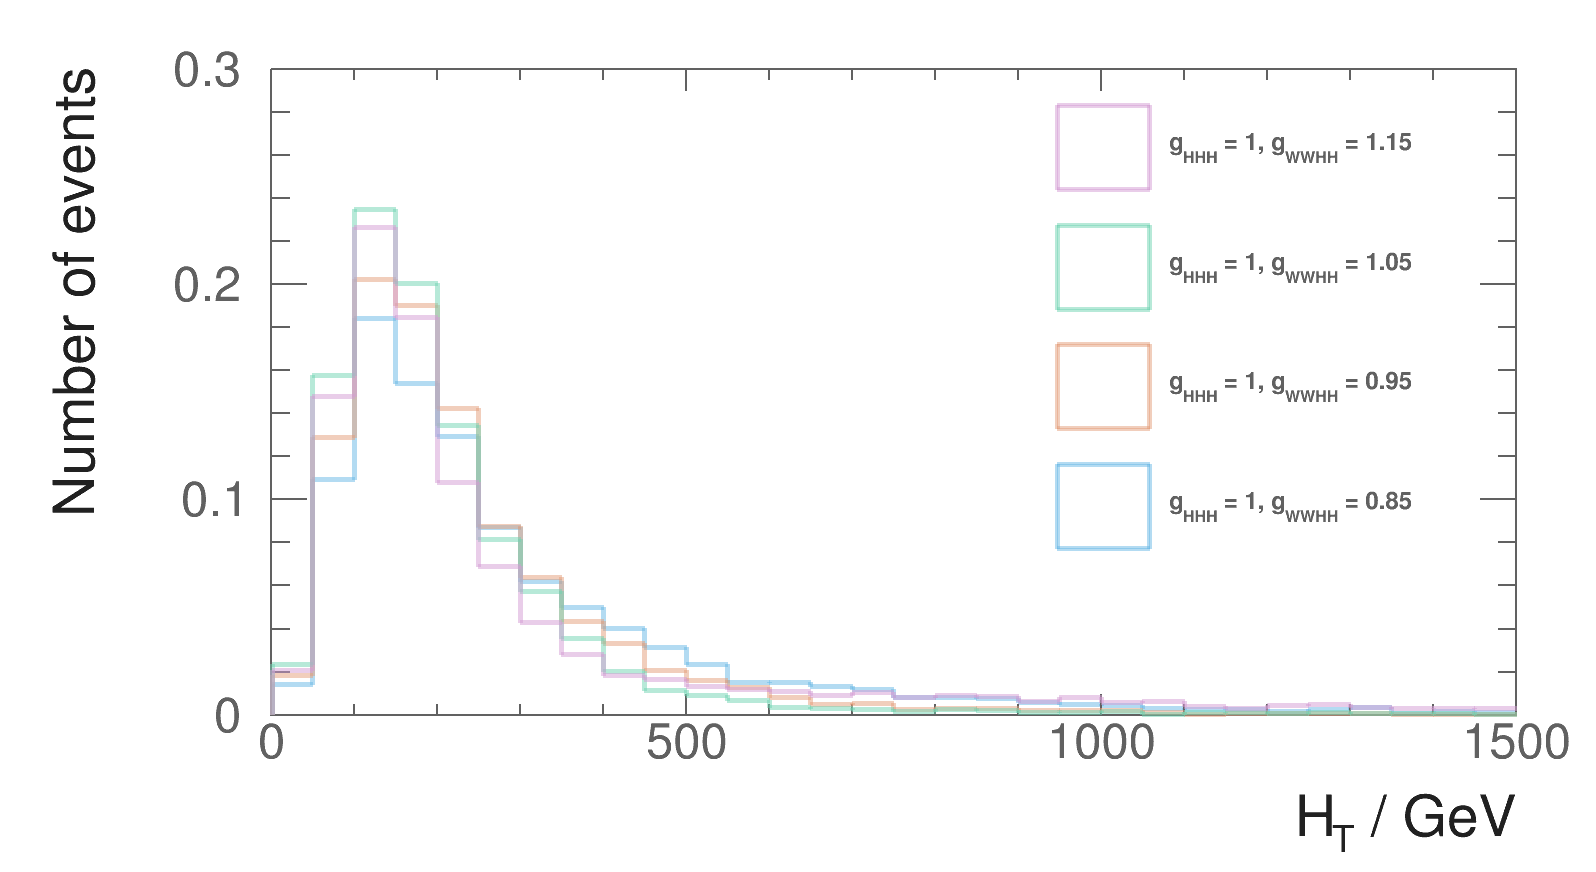 Number of events
0.3
0.2
0.1
0
0 500 1000 1500
H_T / GeV
g_HHH = 1, g_WWHH = 1.15
g_HHH = 1, g_WWHH = 1.05
g_HHH = 1, g_WWHH = 0.95
g_HHH = 1, g_WWHH = 0.85